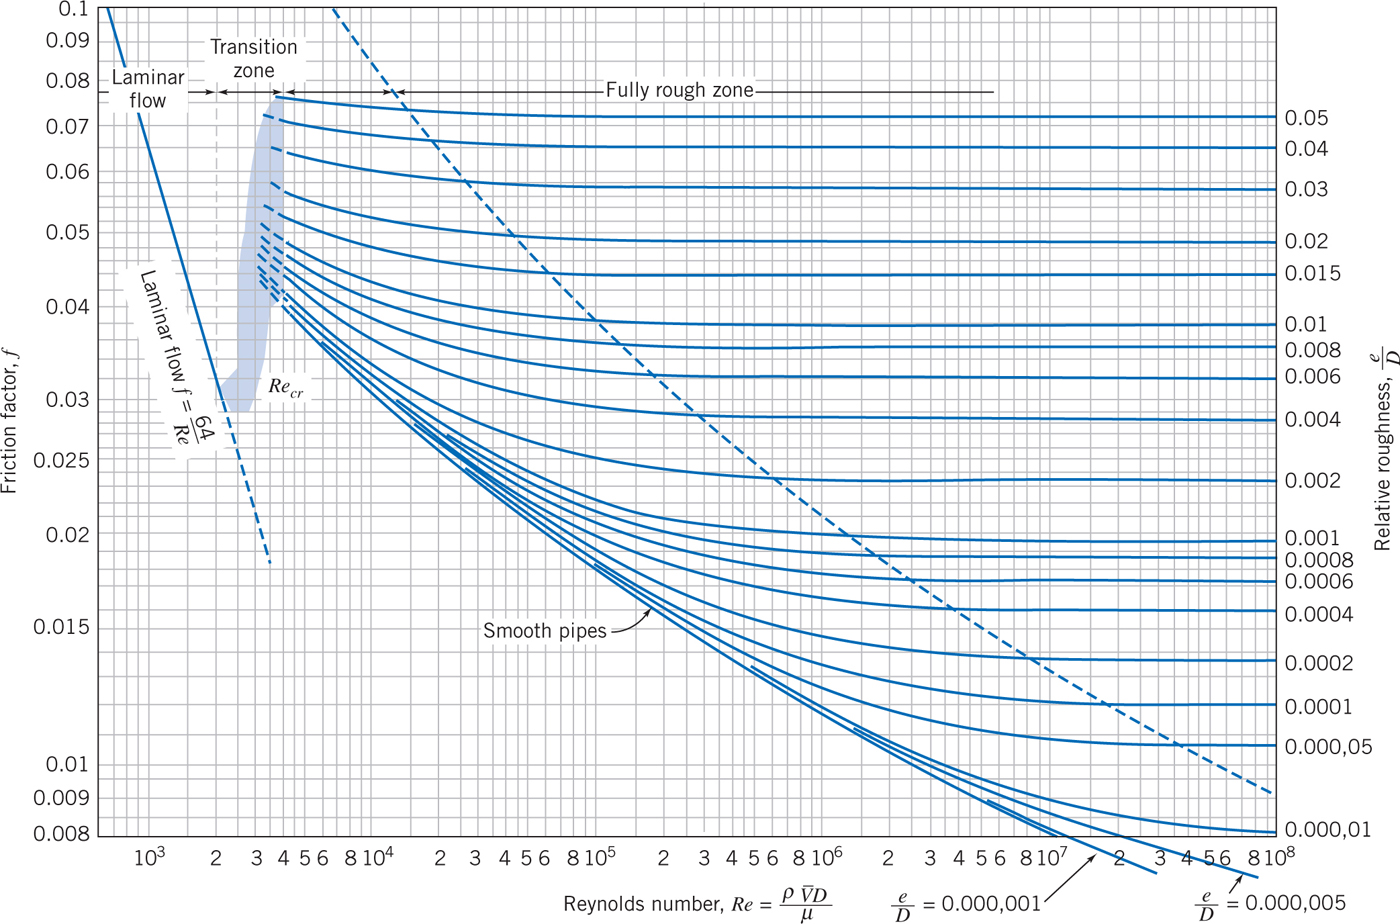 0.1
0.09
0.08
0.07
0.06
0.05
0.04
0.03
0.025
0.02
0.015
0.01
0.009
0.008
Friction factor, f
Laminar
flow
Transition
zone
Fully rough zone
Laminar flow f = 64/Re
Re_cr
Smooth pipes
0.05
0.04
0.03
0.02
0.015
0.01
0.008
0.006
0.004
0.002
0.001
0.0008
0.0006
0.0004
0.0002
0.0001
0.000,05
0.000,01
Relative roughness, e/D
10³ 2 3 4 5 6 8 10⁴ 2 3 4 5 6 8 10⁵ 2 3 4 5 6 8 10⁶ 2 3 4 5 6 8 10⁷ 2 3 4 5 6 8 10⁸
Reynolds number, Re = ρV̄D/μ
e/D = 0.000,001
e/D = 0.000,005